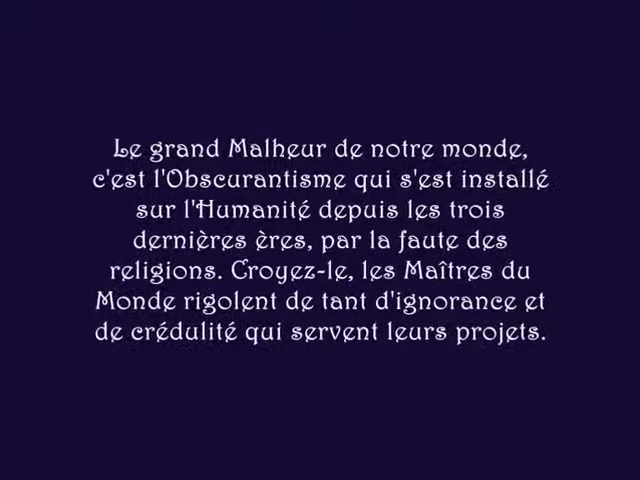 Le grand Malheur de notre monde,
c'est l'Obscurantisme qui s'est installé
sur l'Humanité depuis les trois
dernières ères, par la faute des
religions. Croyez-le, les Maîtres du
Monde rigolent de tant d'ignorance et
de crédulité qui servent leurs projets.